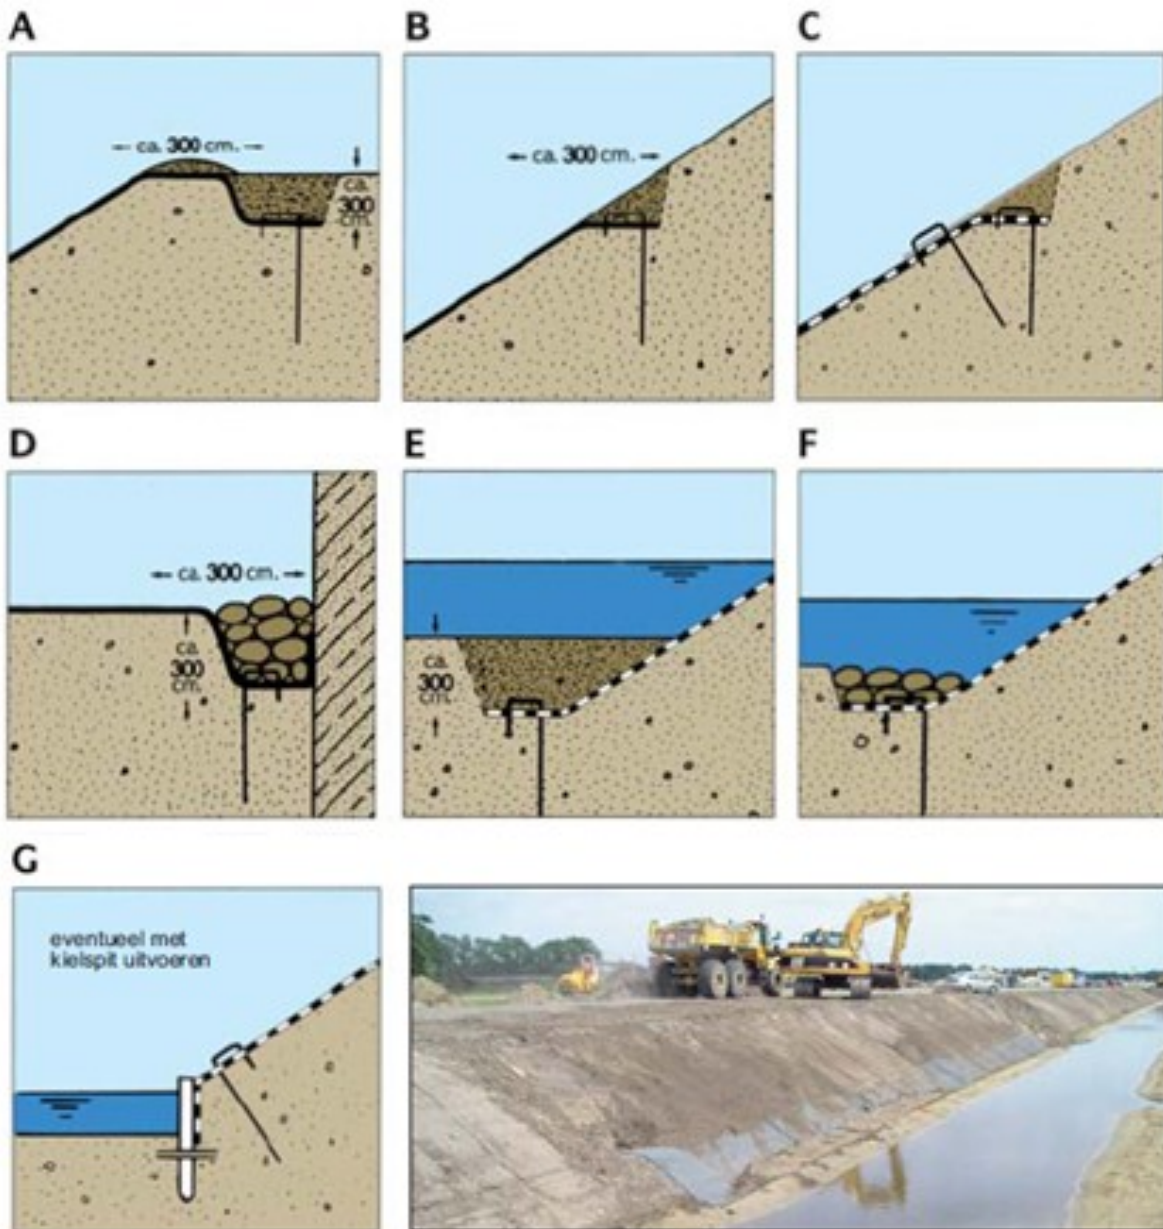 A
B
C
ca. 300 cm.
ca.
300
cm.
ca. 300 cm.
D
E
F
ca. 300 cm.
ca.
300
cm.
ca.
300
cm.
G
eventueel met
kielspit uitvoeren